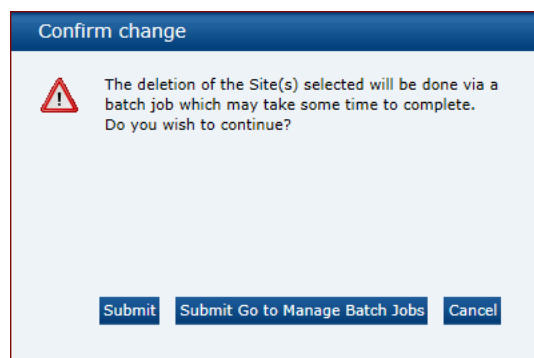 Confirm change
The deletion of the Site(s) selected will be done via a
batch job which may take some time to complete.
Do you wish to continue?
Submit Submit Go to Manage Batch Jobs Cancel